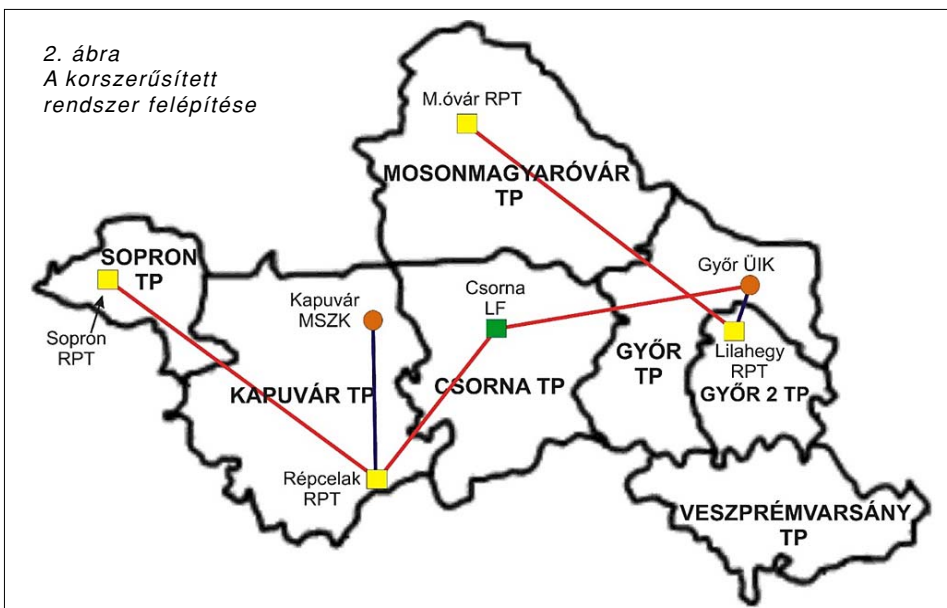 2. ábra
A korszerűsített
rendszer felépítése
M.óvár RPT
MOSONMAGYARÓVÁR
TP
SOPRON
TP
Sopron
RPT
Kapuvár
MSZK
Csorna
LF
Győr ÜIK
KAPUVÁR TP
CSORNA TP
GYŐR
TP
Lilahegy
RPT
GYŐR 2 TP
Répcelak
RPT
VESZPRÉMVARSÁNY
TP